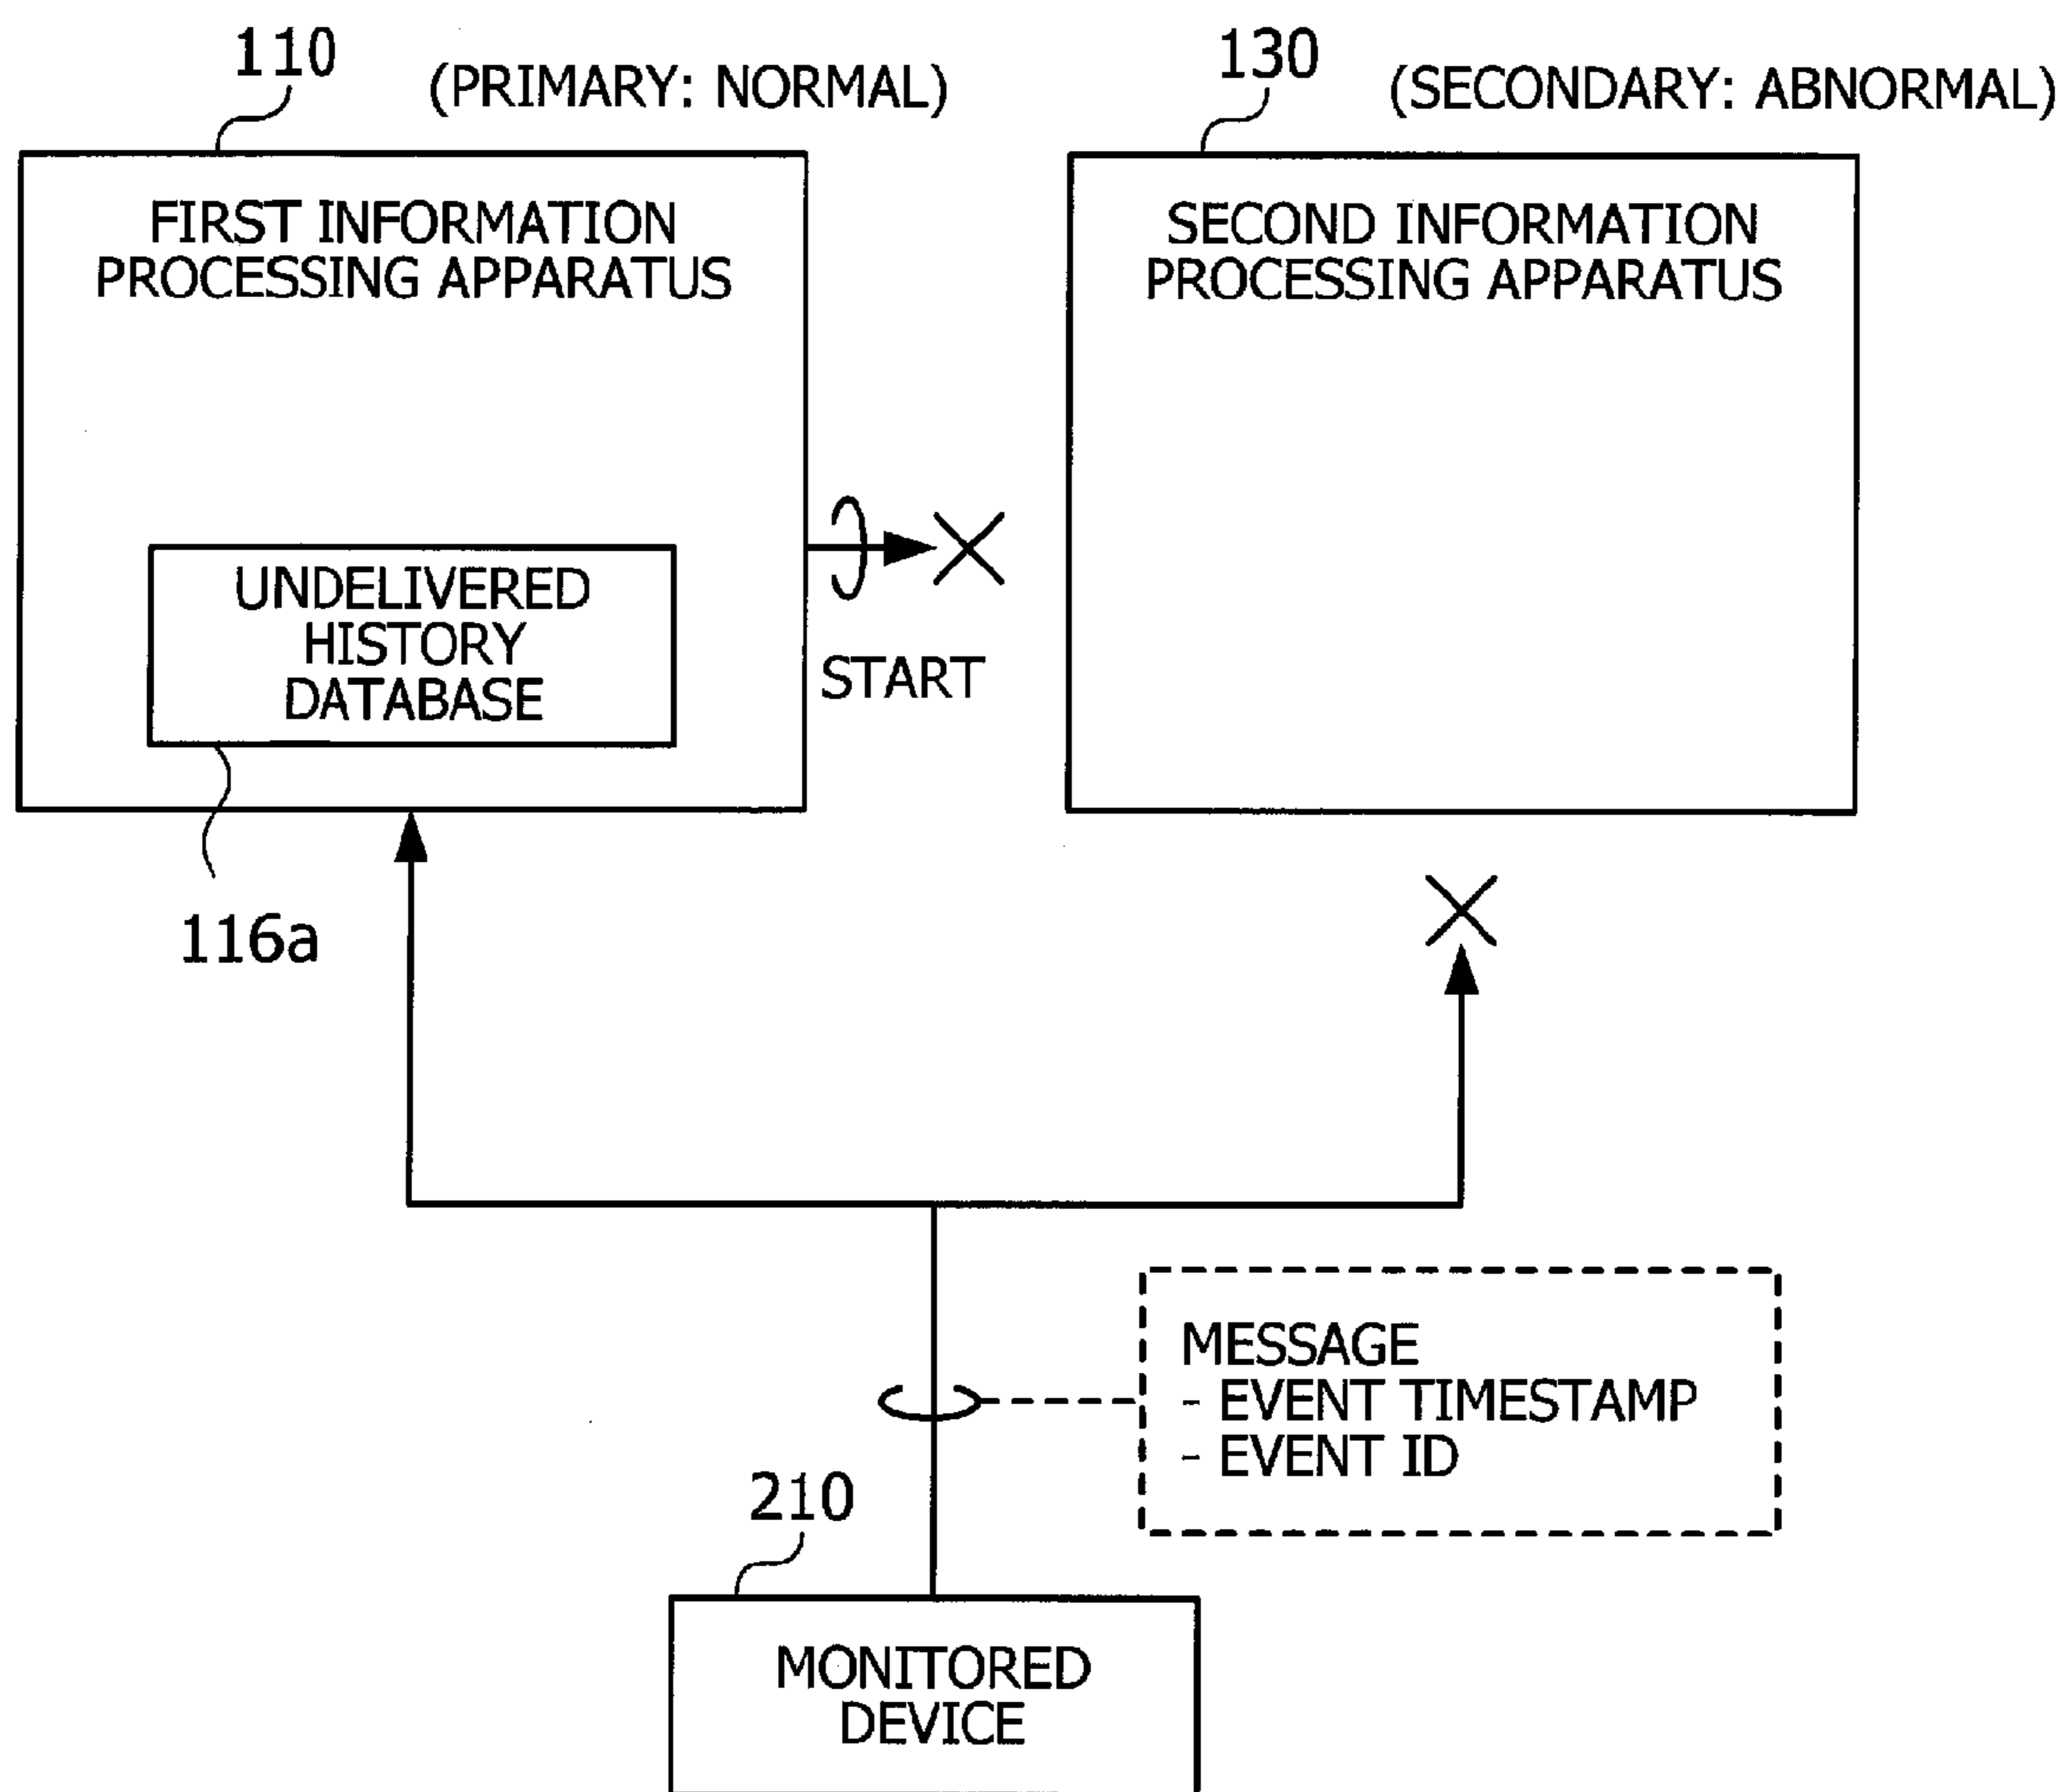 110
(PRIMARY: NORMAL)
130
(SECONDARY: ABNORMAL)
FIRST INFORMATION
PROCESSING APPARATUS
SECOND INFORMATION
PROCESSING APPARATUS
UNDELIVERED
HISTORY
DATABASE
START
116a
MESSAGE
- EVENT TIMESTAMP
- EVENT ID
210
MONITORED
DEVICE